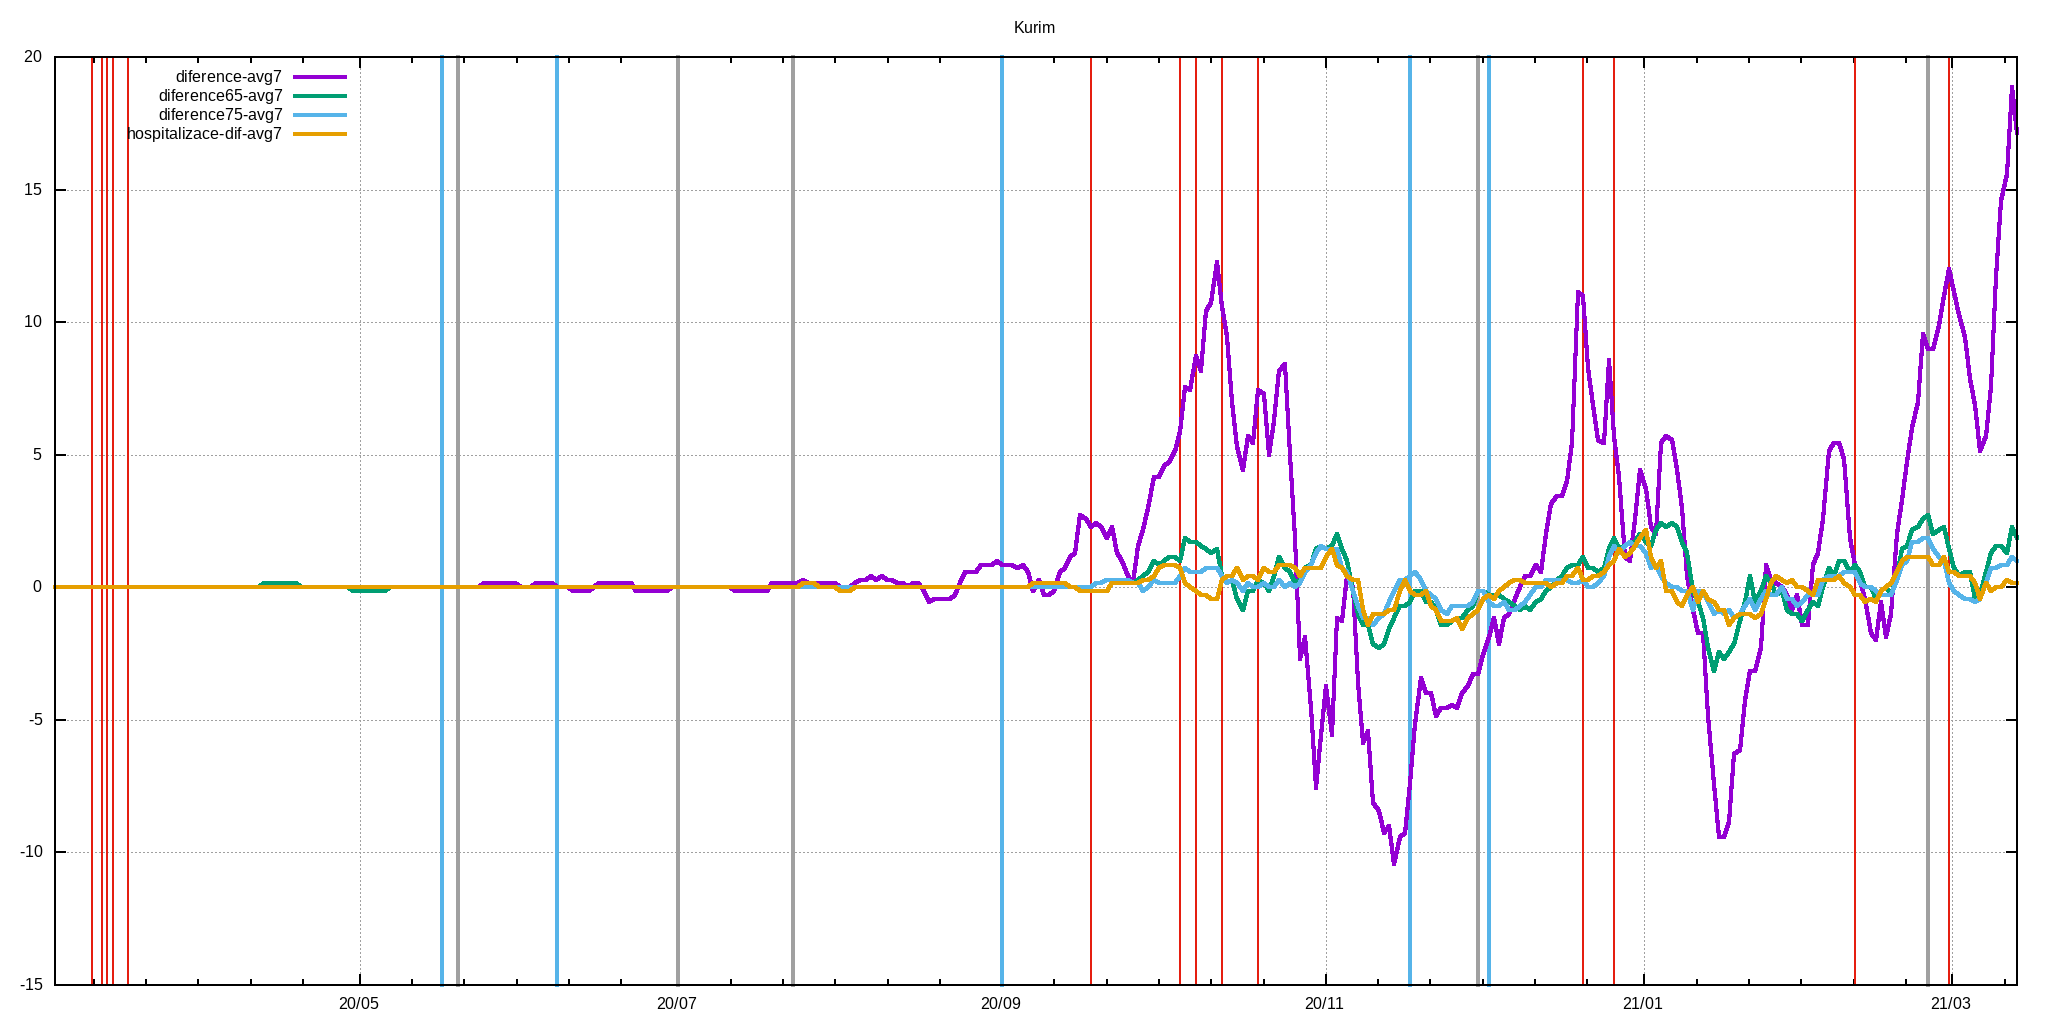 Kurim
20
diference-avg7
diference65-avg7
diference75-avg7
hospitalizace-dif-avg7
15
10
5
0
-5
-10
-15
20/05 20/07 20/09 20/11 21/01 21/03